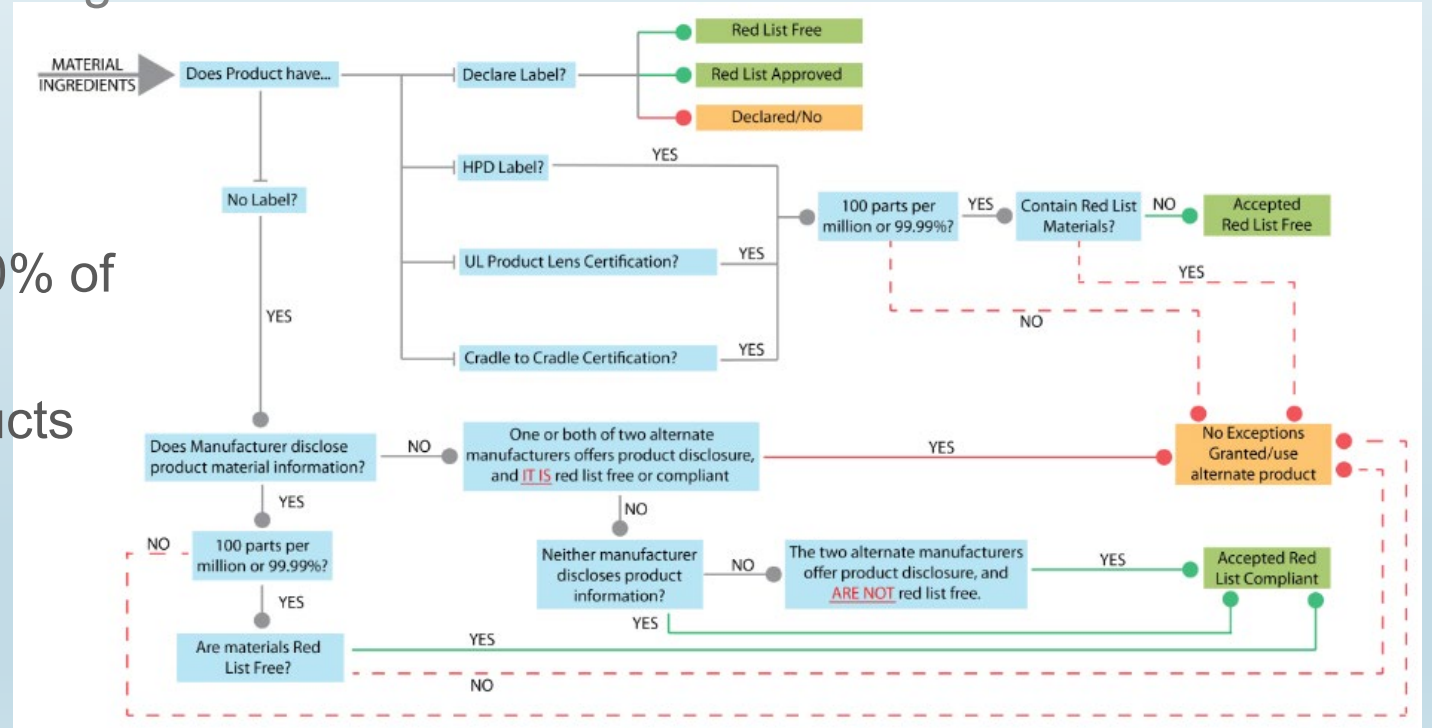 MATERIAL
INGREDIENTS
Does Product have...
Declare Label?
Red List Free
Red List Approved
Declared/No
HPD Label?
YES
No Label?
100 parts per
million or 99.99%?
YES
Contain Red List
Materials?
NO
Accepted
Red List Free
UL Product Lens Certification?
YES
YES
NO
% of
YES
Cradle to Cradle Certification?
YES
Does Manufacturer disclose
product material information?
NO
One or both of two alternate
manufacturers offers product disclosure,
and IT IS red list free or compliant
YES
No Exceptions
Granted/use
alternate product
YES
NO
NO
100 parts per
million or 99.99%?
Neither manufacturer
discloses product
information?
NO
The two alternate manufacturers
offer product disclosure, and
ARE NOT red list free.
YES
Accepted Red
List Compliant
YES
YES
Are materials Red
List Free?
YES
NO